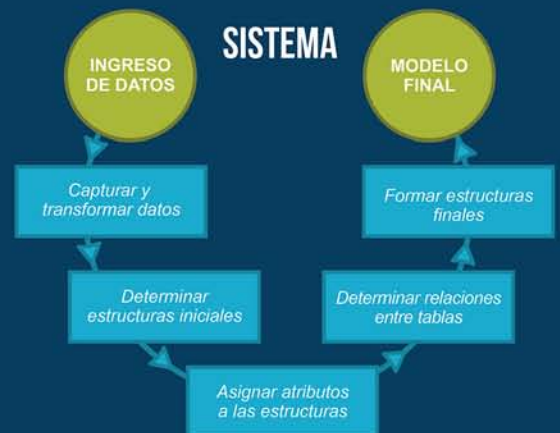 SISTEMA
INGRESO
DE DATOS
Capturar y
transformar datos
Determinar
estructuras iniciales
Asignar atributos
a las estructuras
Determinar relaciones
entre tablas
Formar estructuras
finales
MODELO
FINAL